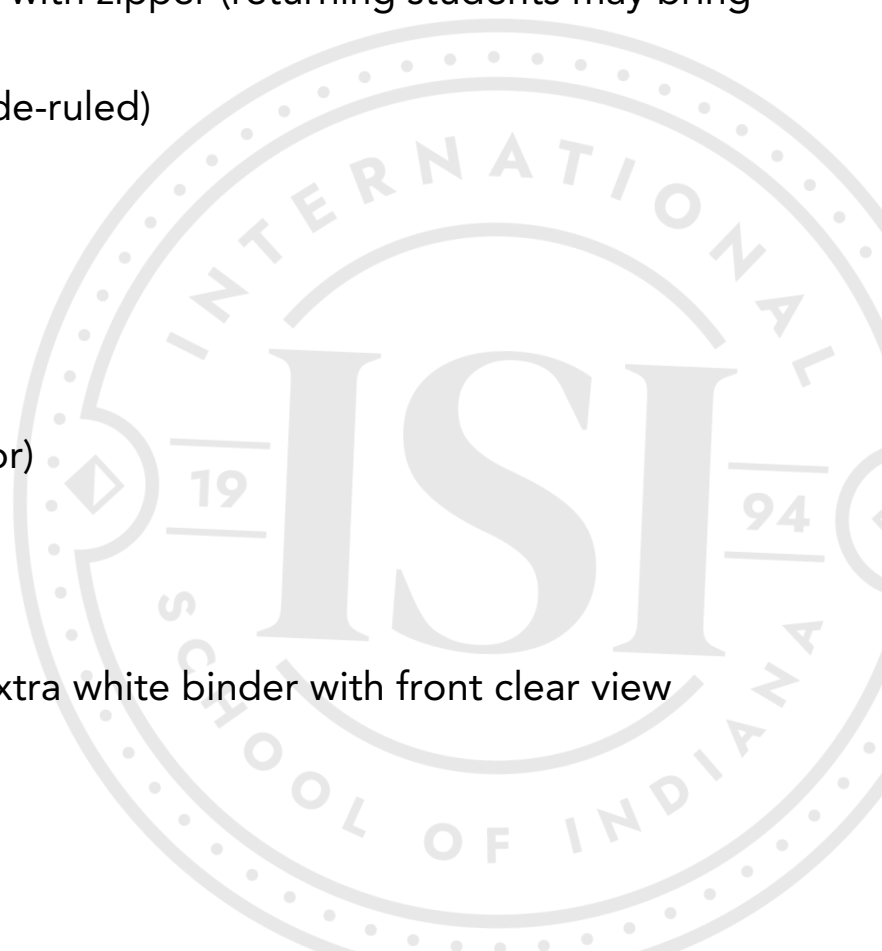 with zipper (returning students may bring
de-ruled)
INTERNATIONAL
ISI
19
94
or)
xtra white binder with front clear view
SCHOOL OF INDIANA